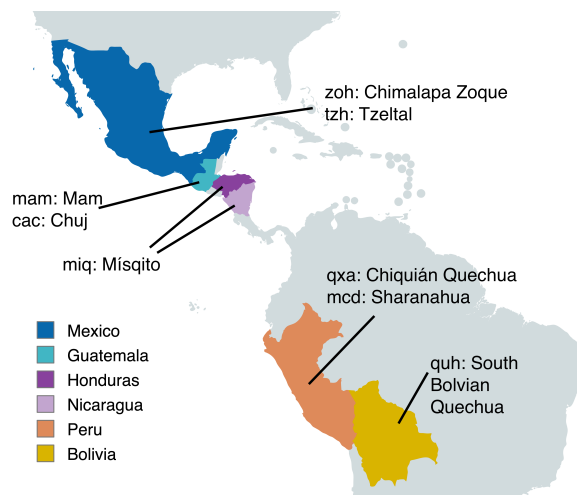 zoh: Chimalapa Zoque
tzh: Tzeltal
mam: Mam
cac: Chuj
miq: Mísqito
qxa: Chiquián Quechua
mcd: Sharanahua
quh: South
Bolvian
Quechua
Mexico
Guatemala
Honduras
Nicaragua
Peru
Bolivia